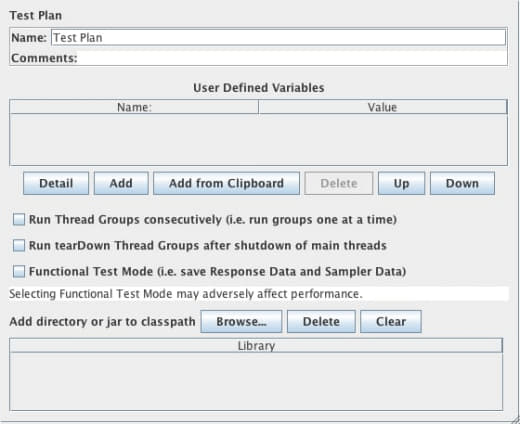 Test Plan
Name: Test Plan
Comments:
User Defined Variables
Name: Value
Detail Add Add from Clipboard Delete Up Down
Run Thread Groups consecutively (i.e. run groups one at a time)
Run tearDown Thread Groups after shutdown of main threads
Functional Test Mode (i.e. save Response Data and Sampler Data)
Selecting Functional Test Mode may adversely affect performance.
Add directory or jar to classpath Browse... Delete Clear
Library